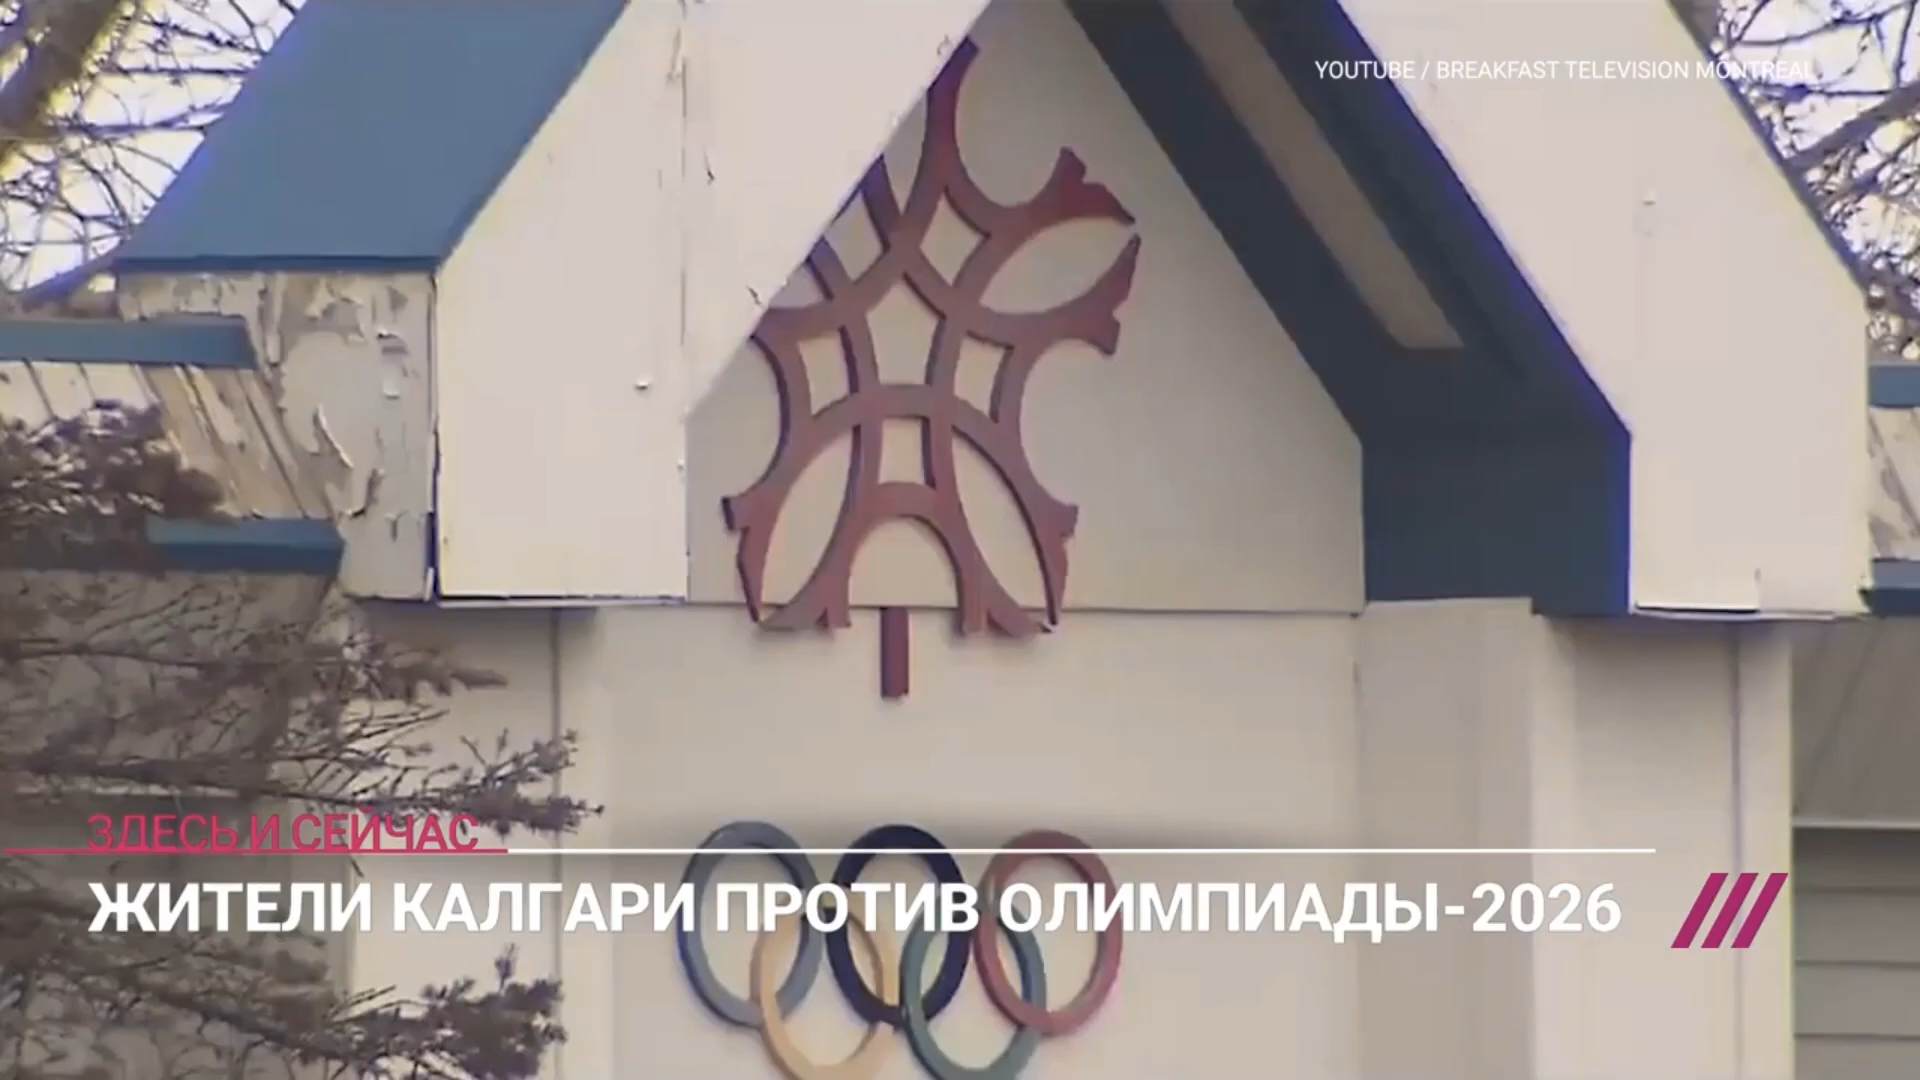 YOUTUBE / BREAKFAST TELEVISION MONTREAL
ЗДЕСЬ И СЕЙЧАС
ЖИТЕЛИ КАЛГАРИ ПРОТИВ ОЛИМПИАДЫ-2026